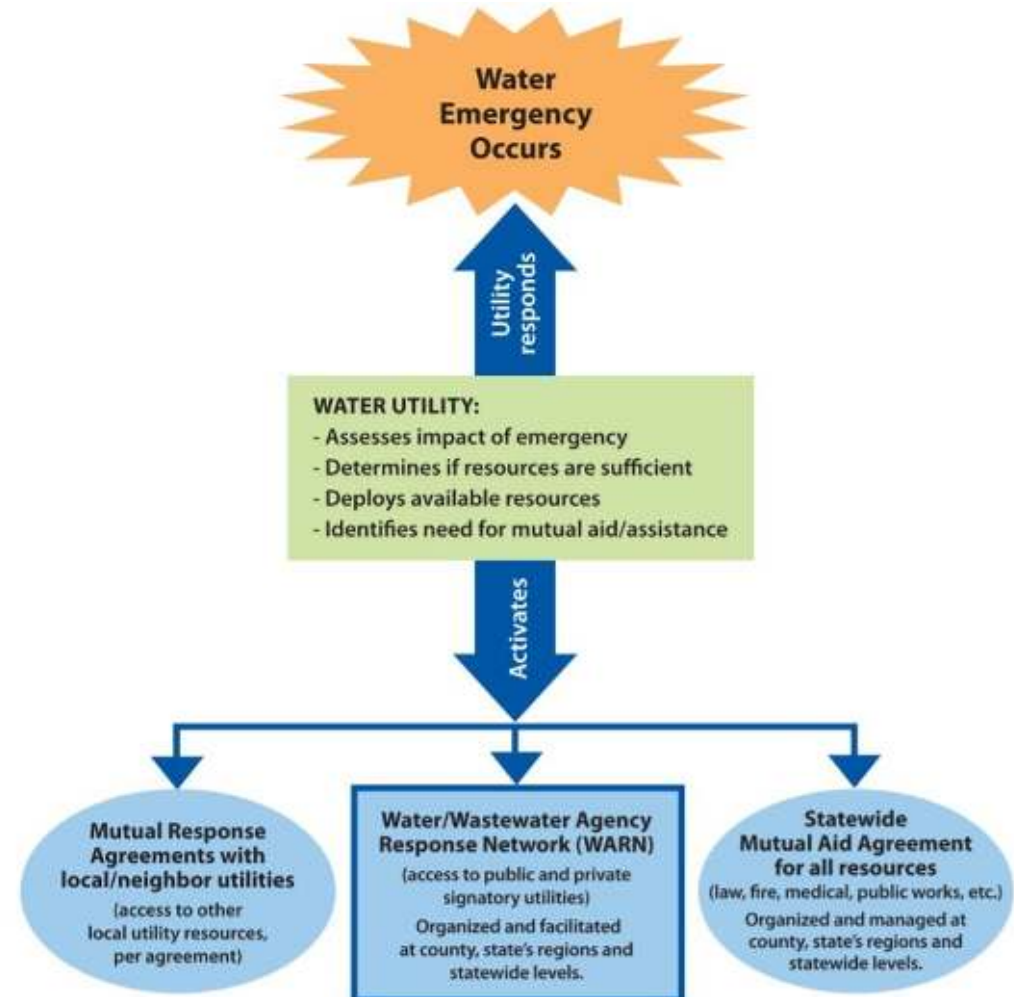 Water
Emergency
Occurs
Utility
responds
WATER UTILITY:
- Assesses impact of emergency
- Determines if resources are sufficient
- Deploys available resources
- Identifies need for mutual aid/assistance
Activates
Mutual Response
Agreements with
local/neighbor utilities
(access to other
local utility resources,
per agreement)
Water/Wastewater Agency
Response Network (WARN)
(access to public and private
signatory utilities)
Organized and facilitated
at county, state's regions and
statewide levels.
Statewide
Mutual Aid Agreement
for all resources
(law, fire, medical, public works, etc.)
Organized and managed at
county, state's regions and
statewide levels.